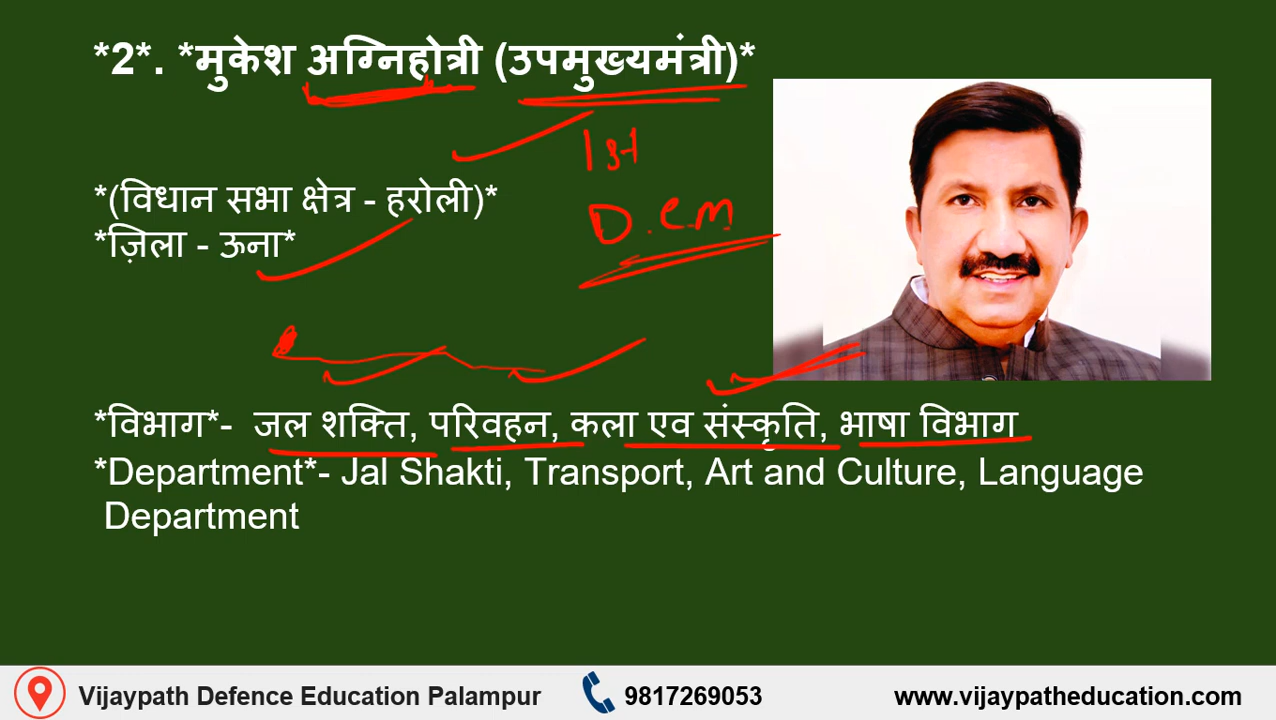 *2*. *मुकेश अग्निहोत्री (उपमुख्यमंत्री)*
1st
D.C.M.
*(विधान सभा क्षेत्र - हरोली)*
*ज़िला - ऊना*
*विभाग*- जल शक्ति, परिवहन, कला एव संस्कृति, भाषा विभाग
*Department*- Jal Shakti, Transport, Art and Culture, Language
Department
Vijaypath Defence Education Palampur 9817269053 www.vijaypatheducation.com